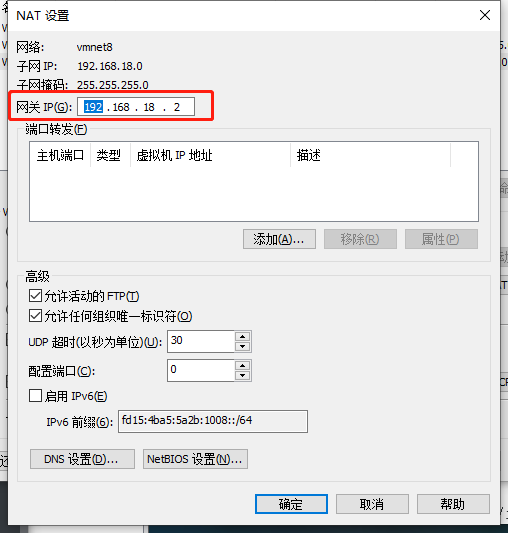 NAT 设置
网络: vmnet8
子网 IP: 192.168.18.0
子网掩码: 255.255.255.0
网关 IP(G): 192 . 168 . 18 . 2
端口转发(F)
主机端口 类型 虚拟机 IP 地址 描述
添加(A)... 移除(R) 属性(P)
高级
允许活动的 FTP(T)
允许任何组织唯一标识符(O)
UDP 超时(以秒为单位)(U): 30
配置端口(C): 0
启用 IPv6(E)
IPv6 前缀(6): fd15:4ba5:5a2b:1008::/64
DNS 设置(D)... NetBIOS 设置(N)...
确定 取消 帮助